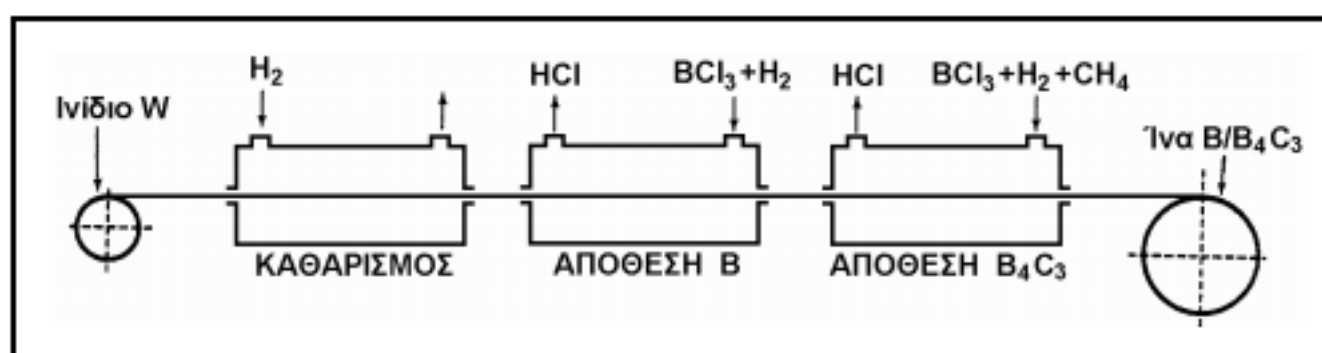 H₂
HCl
BCl₃+H₂
HCl
BCl₃+H₂+CH₄
Ινίδιο W
Ίνα B/B₄C₃
ΚΑΘΑΡΙΣΜΟΣ
ΑΠΟΘΕΣΗ B
ΑΠΟΘΕΣΗ B₄C₃